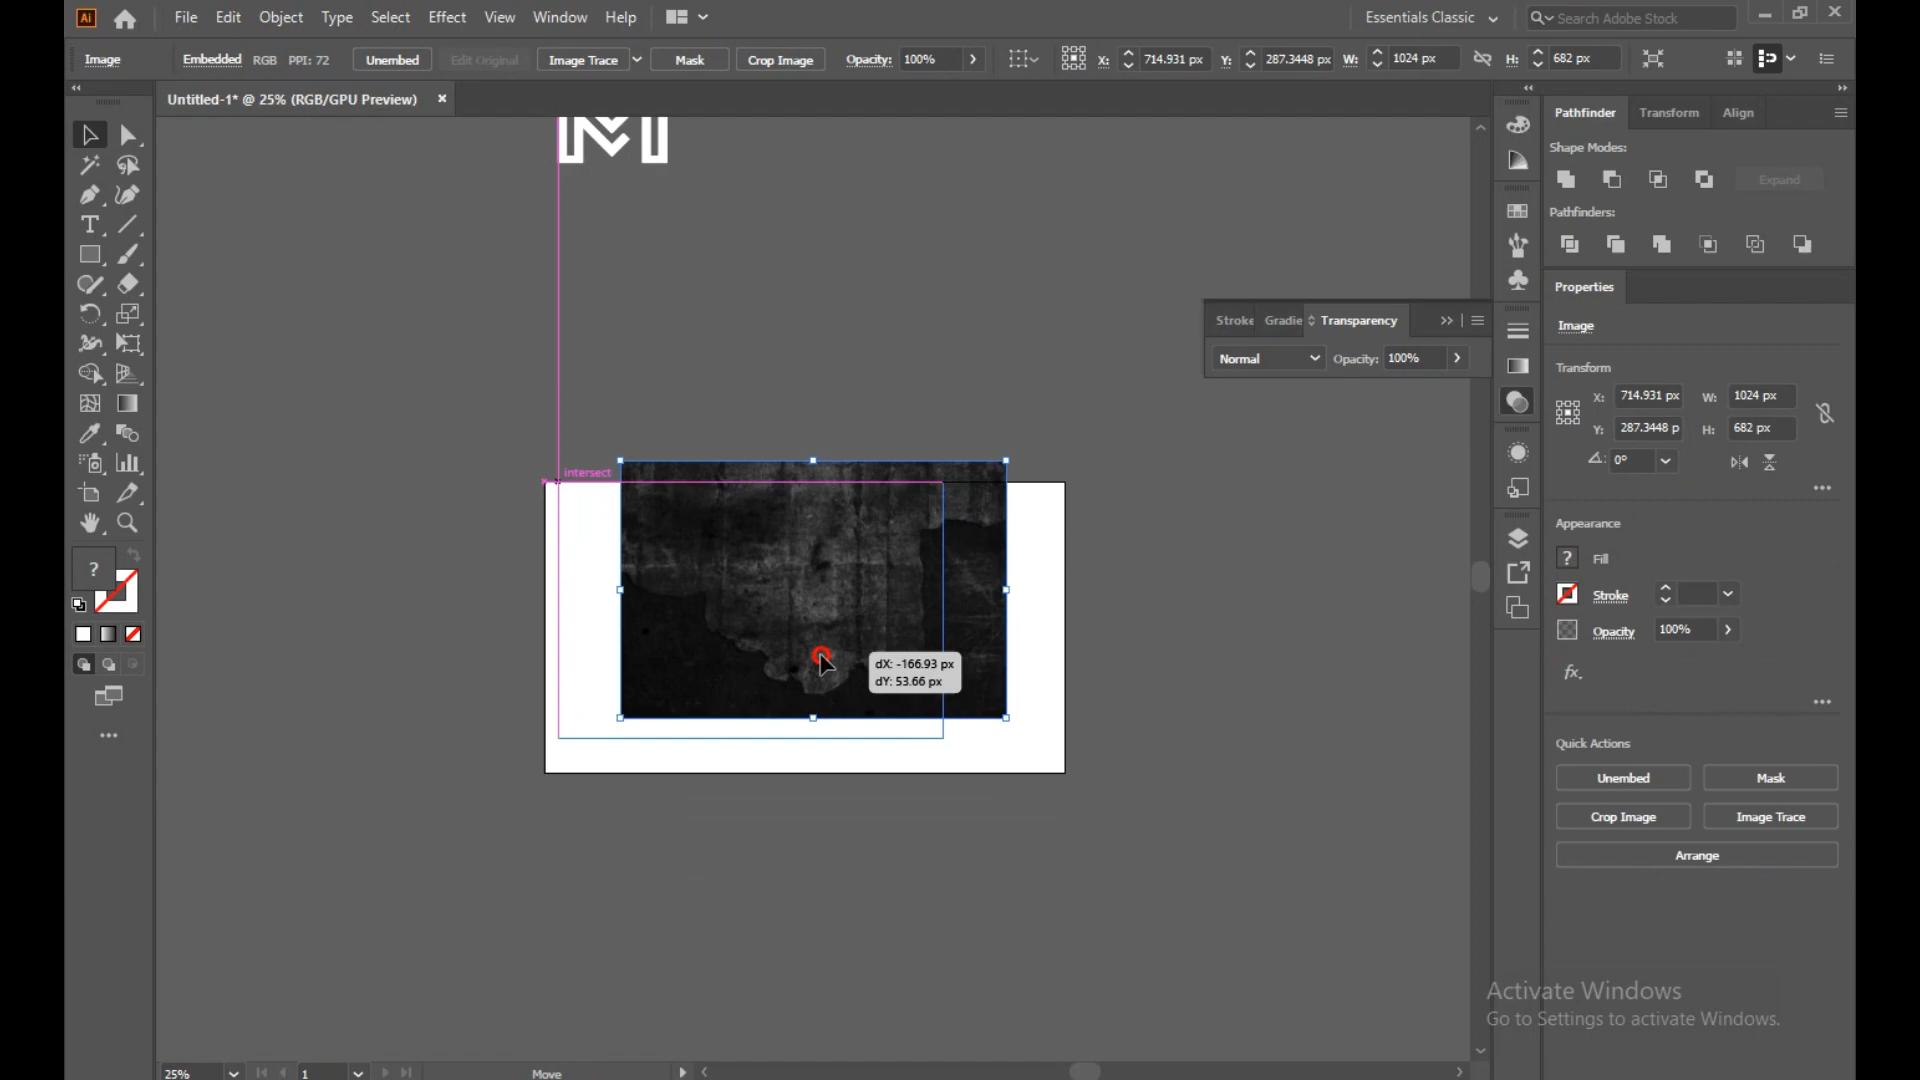 Ai File Edit Object Type Select Effect View Window Help Essentials Classic Search Adobe Stock
Image Embedded RGB PPI: 72 Unembed Edit Original Image Trace Mask Crop Image Opacity: 100% X: 714.931 px Y: 287.3448 px W: 1024 px H: 682 px
Untitled-1* @ 25% (RGB/GPU Preview)
Pathfinder Transform Align
Shape Modes:
Expand
Pathfinders:
Properties
Image
Stroke Gradie Transparency
Normal Opacity: 100%
Transform
X: 714.931 px W: 1024 px
Y: 287.3448 p H: 682 px
0°
M
intersect
dX: -166.93 px
dY: 53.66 px
Appearance
? Fill
Stroke
Opacity 100%
fx.
?
Quick Actions
Unembed Mask
Crop Image Image Trace
Arrange
Activate Windows
Go to Settings to activate Windows.
25% 1 Move